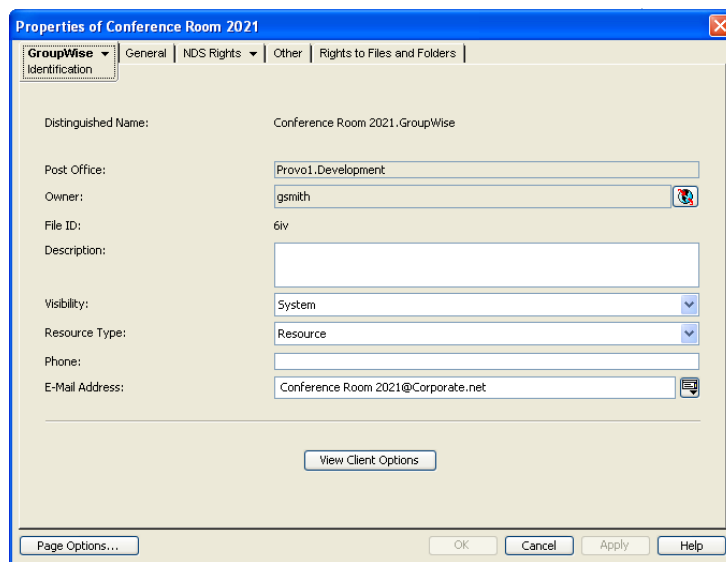 Properties of Conference Room 2021
GroupWise General NDS Rights Other Rights to Files and Folders
Identification
Distinguished Name: Conference Room 2021.GroupWise
Post Office: Provo1.Development
Owner: gsmith
File ID: 6iv
Description:
Visibility: System
Resource Type: Resource
Phone:
E-Mail Address: Conference Room 2021@Corporate.net
View Client Options
Page Options... OK Cancel Apply Help